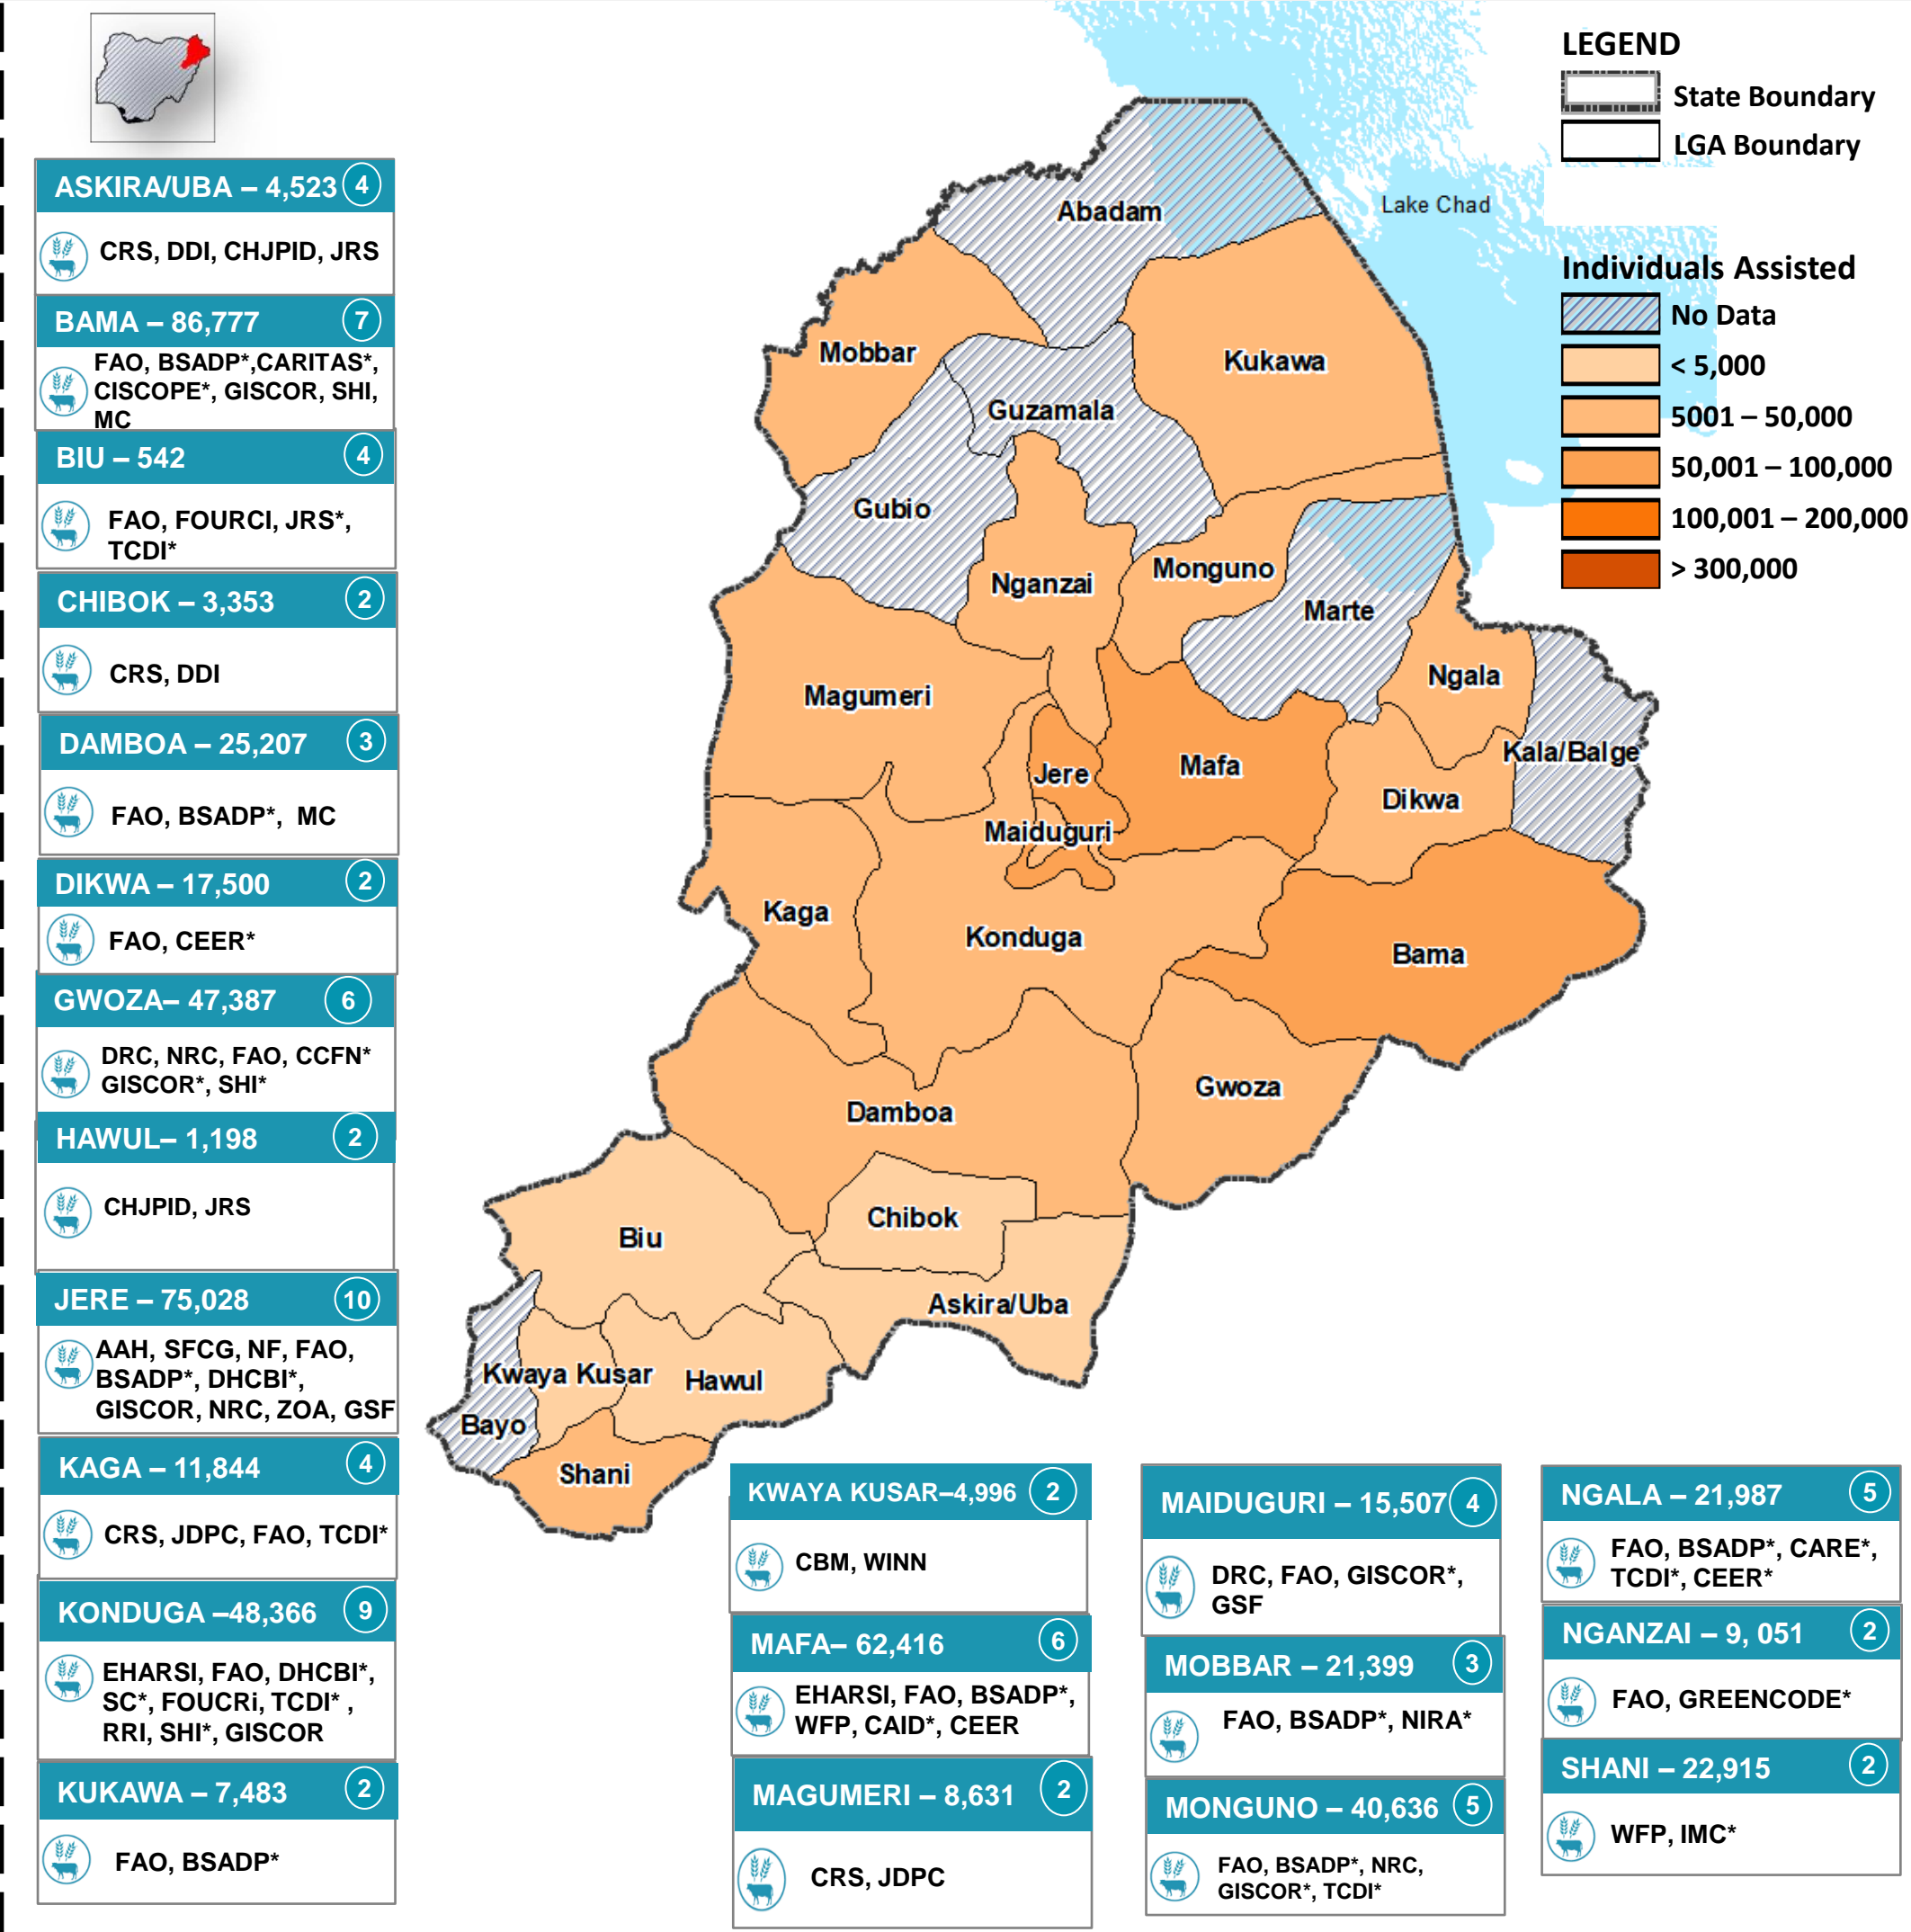 ASKIRA/UBA – 4,523 4
CRS, DDI, CHJPID, JRS
BAMA – 86,777 7
FAO, BSADP*,CARITAS*,
CISCOPE*, GISCOR, SHI,
MC
BIU – 542 4
FAO, FOURCI, JRS*,
TCDI*
CHIBOK – 3,353 2
CRS, DDI
DAMBOA – 25,207 3
FAO, BSADP*, MC
DIKWA – 17,500 2
FAO, CEER*
GWOZA– 47,387 6
DRC, NRC, FAO, CCFN*
GISCOR*, SHI*
HAWUL– 1,198 2
CHJPID, JRS
JERE – 75,028 10
AAH, SFCG, NF, FAO,
BSADP*, DHCBI*,
GISCOR, NRC, ZOA, GSF
KAGA – 11,844 4
CRS, JDPC, FAO, TCDI*
KONDUGA –48,366 9
EHARSI, FAO, DHCBI*,
SC*, FOUCRi, TCDI* ,
RRI, SHI*, GISCOR
KUKAWA – 7,483 2
FAO, BSADP*
Abadam
Lake Chad
Mobbar
Kukawa
Guzamala
Gubio
Nganzai
Monguno
Marte
Magumeri
Ngala
Jere
Mafa
Kala/Balge
Dikwa
Maiduguri
Kaga
Konduga
Bama
Gwoza
Damboa
Chibok
Biu
Askira/Uba
Kwaya Kusar
Hawul
Bayo
Shani
LEGEND
State Boundary
LGA Boundary
Individuals Assisted
No Data
< 5,000
5001 – 50,000
50,001 – 100,000
100,001 – 200,000
> 300,000
KWAYA KUSAR–4,996 2
CBM, WINN
MAFA– 62,416 6
EHARSI, FAO, BSADP*,
WFP, CAID*, CEER
MAGUMERI – 8,631 2
CRS, JDPC
MAIDUGURI – 15,507 4
DRC, FAO, GISCOR*,
GSF
MOBBAR – 21,399 3
FAO, BSADP*, NIRA*
MONGUNO – 40,636 5
FAO, BSADP*, NRC,
GISCOR*, TCDI*
NGALA – 21,987 5
FAO, BSADP*, CARE*,
TCDI*, CEER*
NGANZAI – 9, 051 2
FAO, GREENCODE*
SHANI – 22,915 2
WFP, IMC*